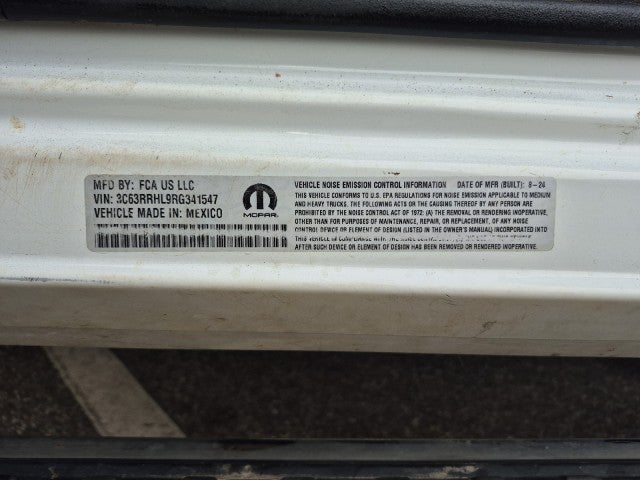 MFD BY: FCA US LLC
VIN: 3C63RRHL9RG341547
VEHICLE MADE IN: MEXICO
MOPAR
VEHICLE NOISE EMISSION CONTROL INFORMATION DATE OF MFR (BUILT): 8-24
THIS VEHICLE CONFORMS TO U.S. EPA REGULATIONS FOR NOISE EMISSION APPLICABLE TO MEDIUM
AND HEAVY TRUCKS. THE FOLLOWING ACTS OR THE CAUSING THEREOF BY ANY PERSON ARE
PROHIBITED BY THE NOISE CONTROL ACT OF 1972: (A) THE REMOVAL OR RENDERING INOPERATIVE,
OTHER THAN FOR PURPOSES OF MAINTENANCE, REPAIR, OR REPLACEMENT, OF ANY NOISE
CONTROL DEVICE OR ELEMENT OF DESIGN (LISTED IN THE OWNER'S MANUAL) INCORPORATED INTO
THIS VEHICLE
AFTER SUCH DEVICE OR ELEMENT OF DESIGN HAS BEEN REMOVED OR RENDERED INOPERATIVE.